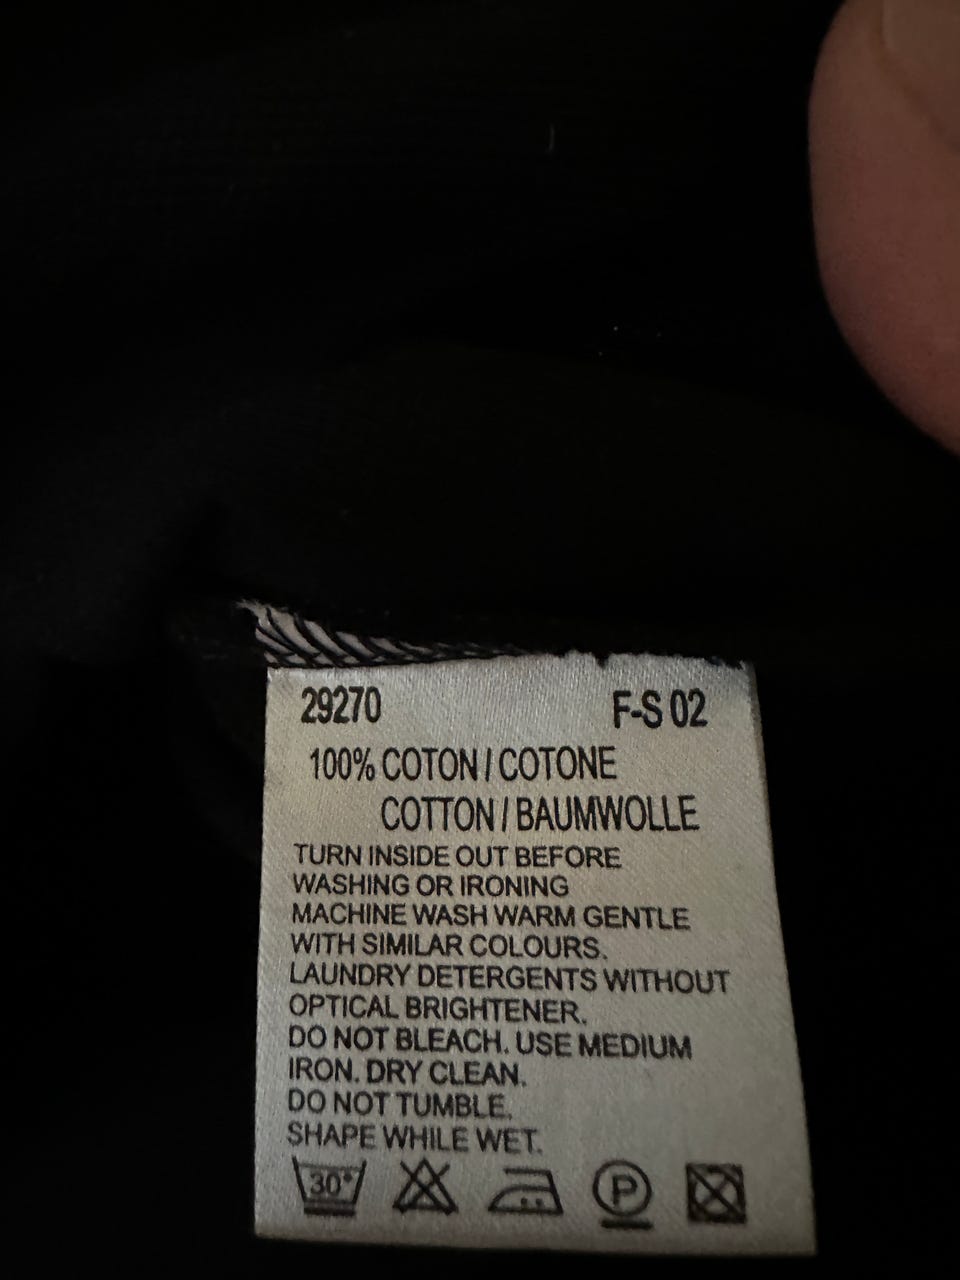 29270 F-S 02
100% COTON / COTONE
COTTON / BAUMWOLLE
TURN INSIDE OUT BEFORE
WASHING OR IRONING
MACHINE WASH WARM GENTLE
WITH SIMILAR COLOURS.
LAUNDRY DETERGENTS WITHOUT
OPTICAL BRIGHTENER.
DO NOT BLEACH. USE MEDIUM
IRON. DRY CLEAN.
DO NOT TUMBLE.
SHAPE WHILE WET.
30° P